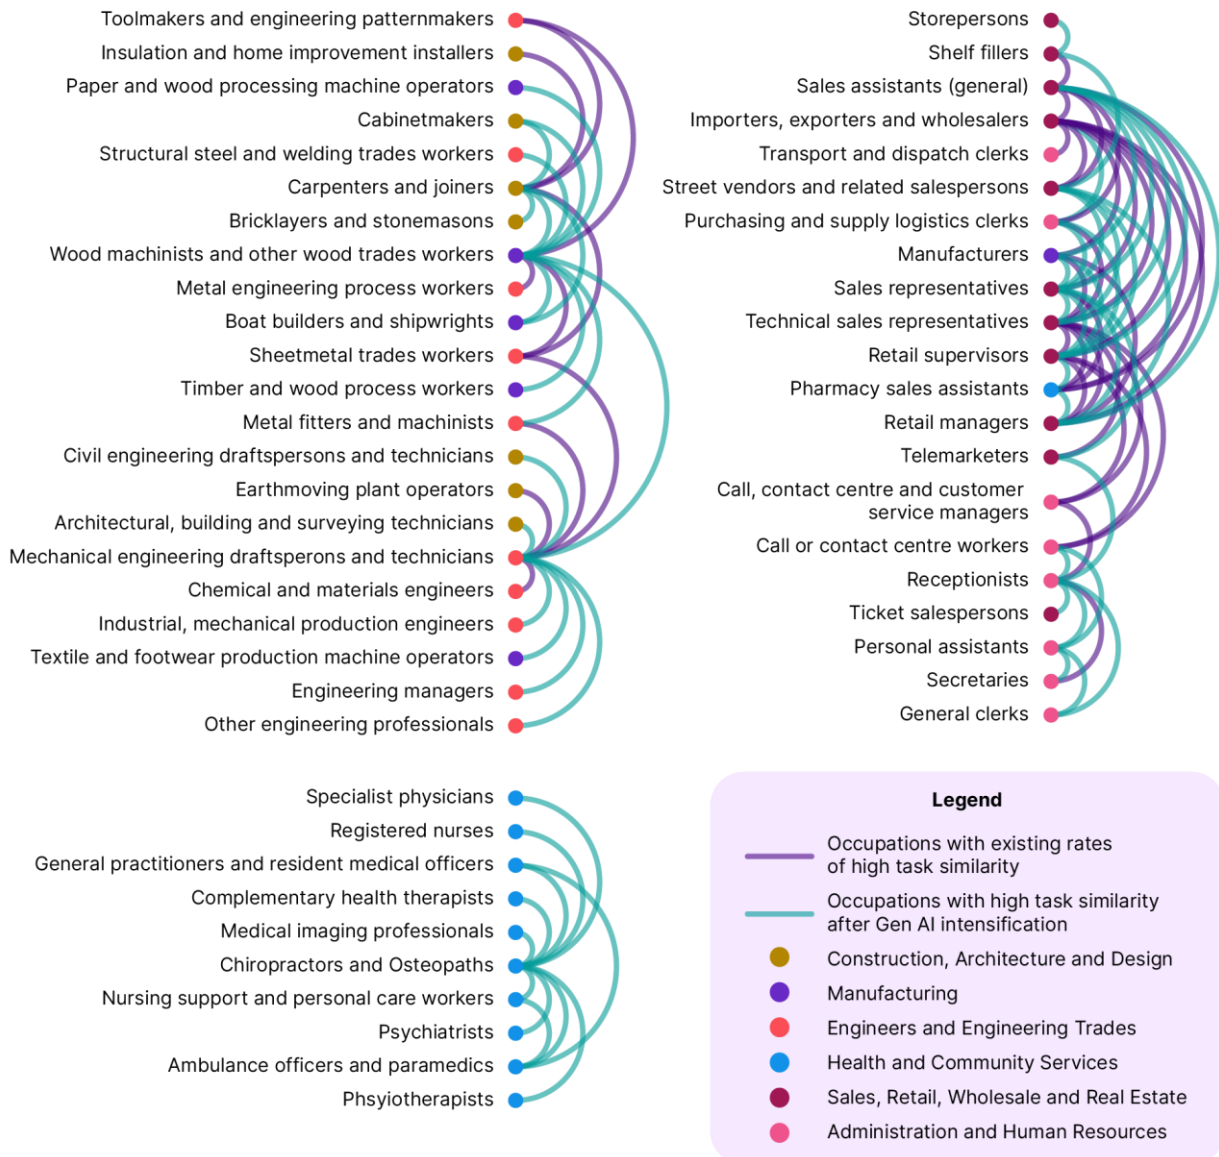 Toolmakers and engineering patternmakers
Insulation and home improvement installers
Paper and wood processing machine operators
Cabinetmakers
Structural steel and welding trades workers
Carpenters and joiners
Bricklayers and stonemasons
Wood machinists and other wood trades workers
Metal engineering process workers
Boat builders and shipwrights
Sheetmetal trades workers
Timber and wood process workers
Metal fitters and machinists
Civil engineering draftspersons and technicians
Earthmoving plant operators
Architectural, building and surveying technicians
Mechanical engineering draftsperons and technicians
Chemical and materials engineers
Industrial, mechanical production engineers
Textile and footwear production machine operators
Engineering managers
Other engineering professionals
Storepersons
Shelf fillers
Sales assistants (general)
Importers, exporters and wholesalers
Transport and dispatch clerks
Street vendors and related salespersons
Purchasing and supply logistics clerks
Manufacturers
Sales representatives
Technical sales representatives
Retail supervisors
Pharmacy sales assistants
Retail managers
Telemarketers
Call, contact centre and customer
service managers
Call or contact centre workers
Receptionists
Ticket salespersons
Personal assistants
Secretaries
General clerks
Specialist physicians
Registered nurses
General practitioners and resident medical officers
Complementary health therapists
Medical imaging professionals
Chiropractors and Osteopaths
Nursing support and personal care workers
Psychiatrists
Ambulance officers and paramedics
Phsyiotherapists
Legend
Occupations with existing rates
of high task similarity
Occupations with high task similarity
after Gen AI intensification
Construction, Architecture and Design
Manufacturing
Engineers and Engineering Trades
Health and Community Services
Sales, Retail, Wholesale and Real Estate
Administration and Human Resources